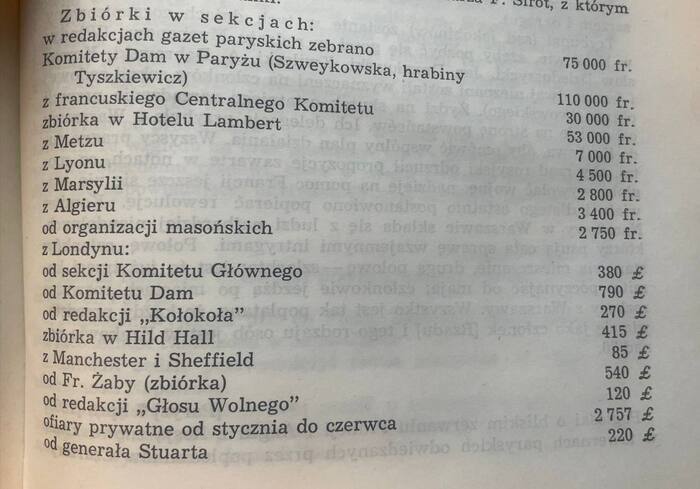 P. Sirot, z którym
Zbiórki w sekcjach:
w redakcjach gazet paryskich zebrano 75 000 fr.
Komitety Dam w Paryżu (Szweykowska, hrabiny
Tyszkiewicz) 110 000 fr.
z francuskiego Centralnego Komitetu 30 000 fr.
zbiórka w Hotelu Lambert 53 000 fr.
z Metzu 7 000 fr.
z Lyonu 4 500 fr.
z Marsylii 2 800 fr.
z Algieru 3 400 fr.
od organizacji masońskich 2 750 fr.
z Londynu:
od sekcji Komitetu Głównego 380 £
od Komitetu Dam 790 £
od redakcji „Kołokoła” 270 £
zbiórka w Hild Hall 415 £
z Manchester i Sheffield 85 £
od Fr. Żaby (zbiórka) 540 £
od redakcji „Głosu Wolnego” 120 £
ofiary prywatne od stycznia do czerwca 2 757 £
od generała Stuarta 220 £